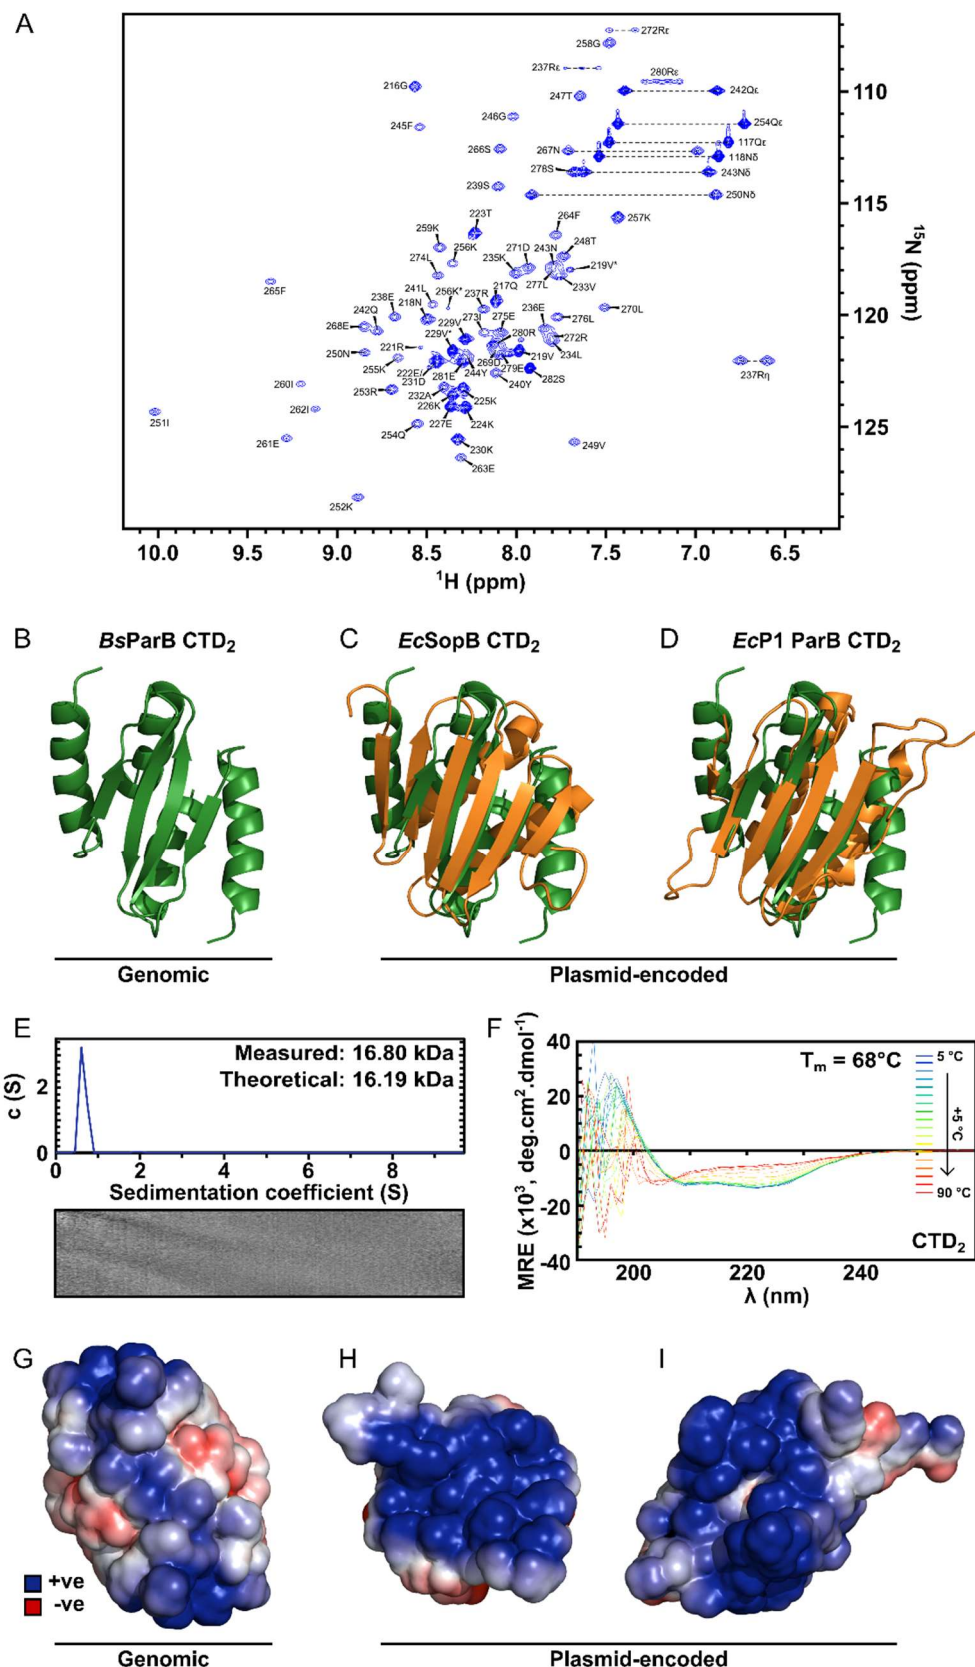 A
272Rε
258G
237Rε
280Rε
216G
247T
242Qε
245F
246G
254Qε
117Qε
266S
267N
118Nδ
278S
243Nδ
239S
250Nδ
223T
264F
257K
259K
256K
271D
243N
248T
235K
219V*
274L
277L
233V
265F
241L
256K*
237R
217Q
238E
218N
236E
270L
242Q
273I
275E
276L
268E
229V
280R
272R
221R
229V*
234L
250N
222E/
269D
219V
255K
231D
281E
244Y
279E
282S
237Rη
240Y
260I
253R
232A
225K
226K
251I
262I
227E
224K
254Q
261E
230K
249V
263E
252K
110
115
120
125
15N (ppm)
10.0 9.5 9.0 8.5 8.0 7.5 7.0 6.5
1H (ppm)
B
BsParB CTD2
C
EcSopB CTD2
D
EcP1 ParB CTD2
Genomic
Plasmid-encoded
E
Measured: 16.80 kDa
Theoretical: 16.19 kDa
c (S)
2
0
0 2 4 6 8
Sedimentation coefficient (S)
F
MRE (x10³, deg.cm².dmol⁻¹)
40
20
0
-20
-40
Tm = 68°C
5 °C
+5 °C
90 °C
CTD2
200 220 240
λ (nm)
G
H
I
+ve
-ve
Genomic
Plasmid-encoded